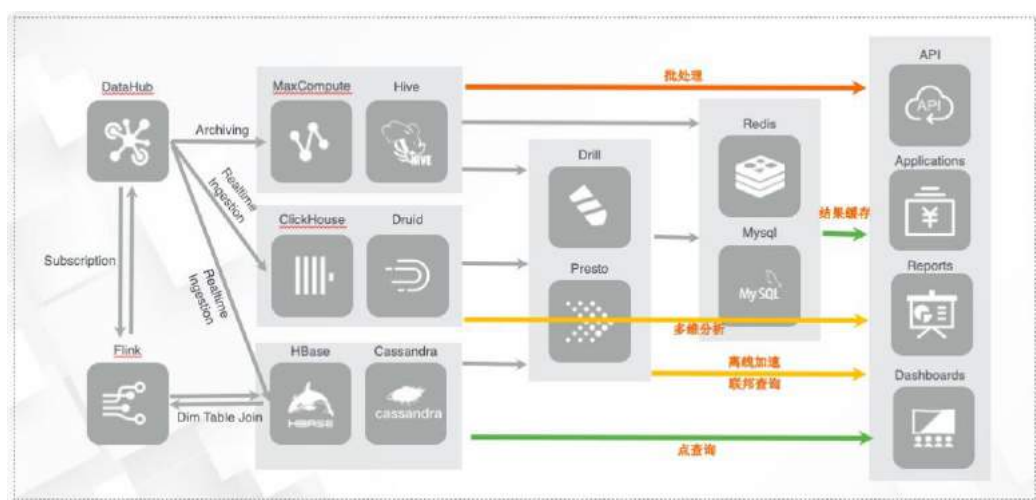 DataHub
Archiving
Realtime
Ingestion
Realtime
Ingestion
Subscription
Flink
Dim Table Join
MaxCompute
Hive
HIVE
ClickHouse
Druid
HBase
Cassandra
HBASE
cassandra
Drill
Presto
Redis
Mysql
MySQL
批处理
结果缓存
多维分析
离线加速
联邦查询
点查询
API
API
Applications
¥
Reports
Dashboards